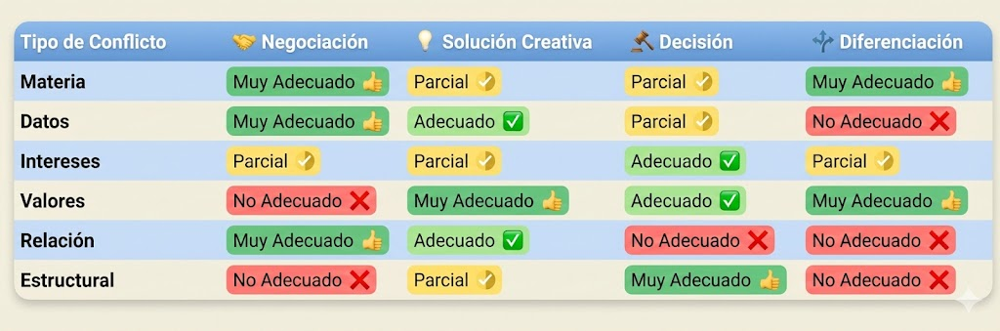 Tipo de Conflicto 🤝 Negociación 💡 Solución Creativa Decisión Diferenciación
Materia Muy Adecuado 👍 Parcial Parcial Muy Adecuado 👍
Datos Muy Adecuado 👍 Adecuado ✅ Parcial No Adecuado ❌
Intereses Parcial Parcial Adecuado ✅ Parcial
Valores No Adecuado ❌ Muy Adecuado 👍 Adecuado ✅ Muy Adecuado 👍
Relación Muy Adecuado 👍 Adecuado ✅ No Adecuado ❌ No Adecuado ❌
Estructural No Adecuado ❌ Parcial Muy Adecuado 👍 No Adecuado ❌